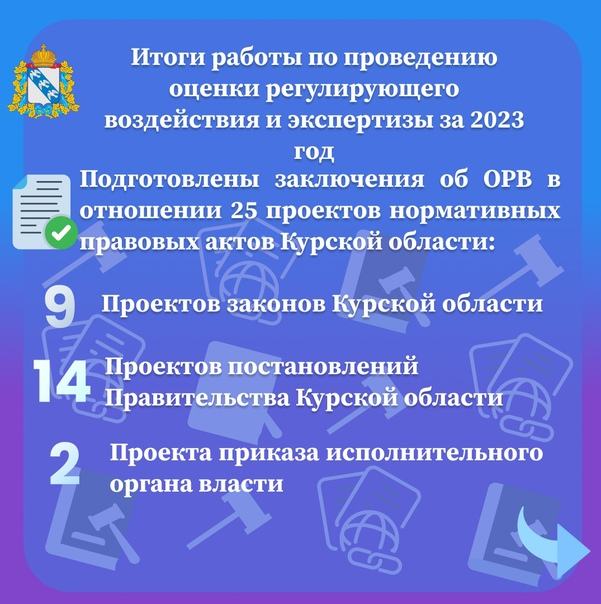 Итоги работы по проведению
оценки регулирующего
воздействия и экспертизы за 2023
год
Подготовлены заключения об ОРВ в
отношении 25 проектов нормативных
правовых актов Курской области:
9 Проектов законов Курской области
14 Проектов постановлений
Правительства Курской области
2 Проекта приказа исполнительного
органа власти